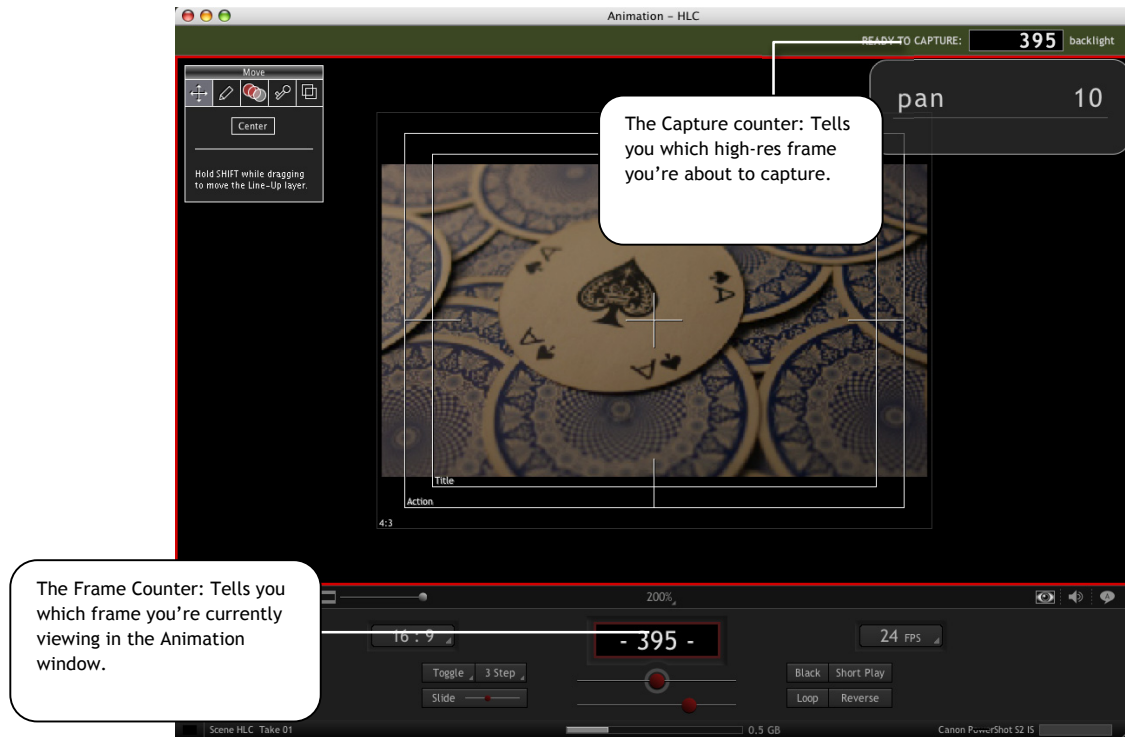 Animation – HLC
READY TO CAPTURE: 395 backlight
Move
Center
Hold SHIFT while dragging
to move the Line-Up layer.
pan 10
The Capture counter: Tells
you which high-res frame
you’re about to capture.
A
A
A
A
Title
Action
4:3
The Frame Counter: Tells you
which frame you’re currently
viewing in the Animation
window.
200%
16 : 9
- 395 -
24 FPS
Toggle 3 Step
Black Short Play
Slide
Loop Reverse
Scene HLC Take 01
0.5 GB
Canon PowerShot S2 IS